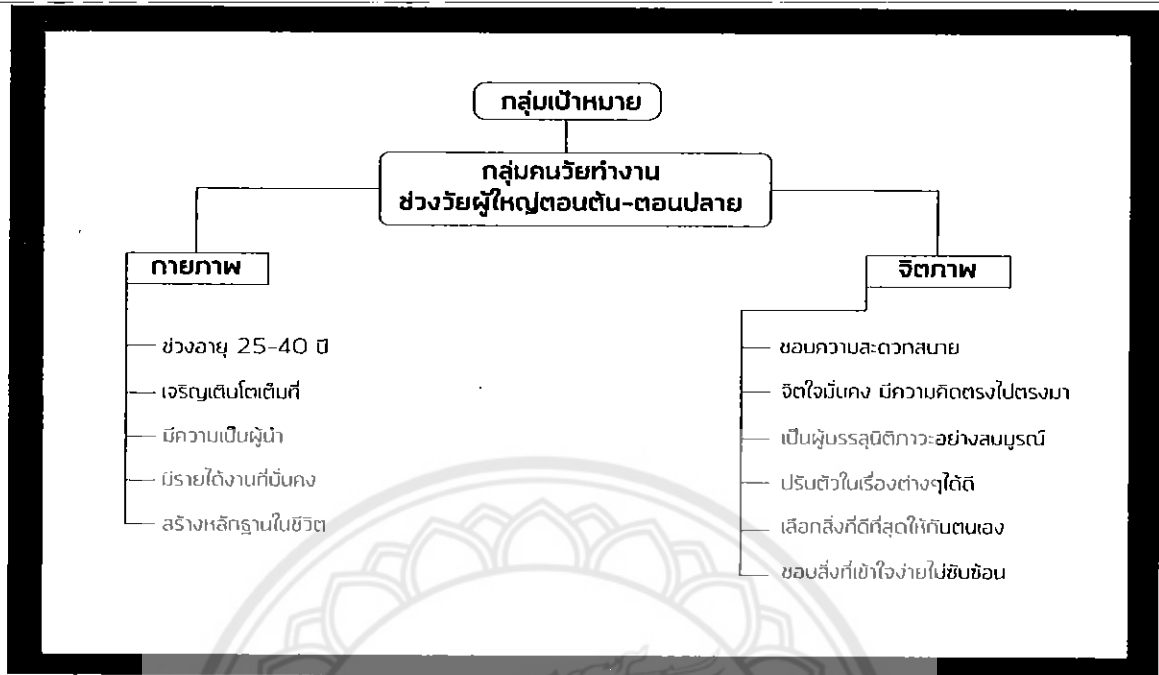 กลุ่มเป้าหมาย
กลุ่มคนวัยทำงาน
ช่วงวัยผู้ใหญ่ตอนต้น-ตอนปลาย
กายภาพ
ช่วงอายุ 25-40 ปี
เจริญเติบโตเต็มที่
มีความเป็นผู้นำ
มีรายได้งานที่มั่นคง
สร้างหลักฐานในชีวิต
จิตภาพ
ชอบความสะดวกสบาย
จิตใจมั่นคง มีความคิดตรงไปตรงมา
เป็นผู้บรรลุนิติภาวะอย่างสมบูรณ์
ปรับตัวในเรื่องต่างๆได้ดี
เลือกสิ่งที่ดีที่สุดให้กับตนเอง
ชอบสิ่งที่เข้าใจง่ายไม่ซับซ้อน